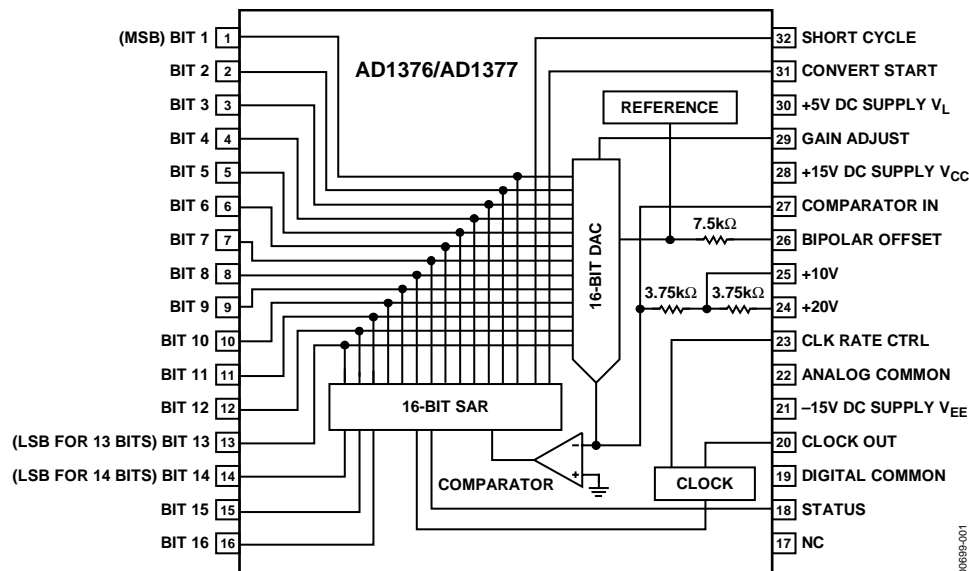 AD1376/AD1377
(MSB) BIT 1 1
BIT 2 2
BIT 3 3
BIT 4 4
BIT 5 5
BIT 6 6
BIT 7 7
BIT 8 8
BIT 9 9
BIT 10 10
BIT 11 11
BIT 12 12
(LSB FOR 13 BITS) BIT 13 13
(LSB FOR 14 BITS) BIT 14 14
BIT 15 15
BIT 16 16
REFERENCE
16-BIT DAC
7.5kΩ
3.75kΩ 3.75kΩ
16-BIT SAR
COMPARATOR
–
+
CLOCK
32 SHORT CYCLE
31 CONVERT START
30 +5V DC SUPPLY VL
29 GAIN ADJUST
28 +15V DC SUPPLY VCC
27 COMPARATOR IN
26 BIPOLAR OFFSET
25 +10V
24 +20V
23 CLK RATE CTRL
22 ANALOG COMMON
21 –15V DC SUPPLY VEE
20 CLOCK OUT
19 DIGITAL COMMON
18 STATUS
17 NC
00699-001